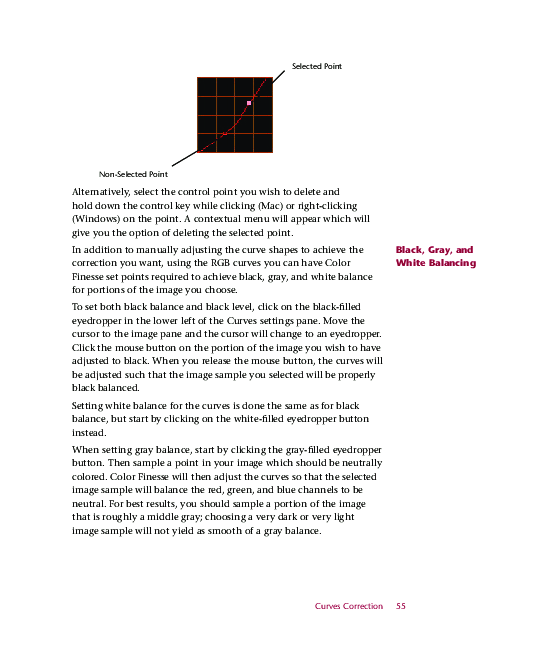 Selected Point
Non-Selected Point
Alternatively, select the control point you wish to delete and
hold down the control key while clicking (Mac) or right-clicking
(Windows) on the point. A contextual menu will appear which will
give you the option of deleting the selected point.
Black, Gray, and
White Balancing
In addition to manually adjusting the curve shapes to achieve the
correction you want, using the RGB curves you can have Color
Finesse set points required to achieve black, gray, and white balance
for portions of the image you choose.
To set both black balance and black level, click on the black-filled
eyedropper in the lower left of the Curves settings pane. Move the
cursor to the image pane and the cursor will change to an eyedropper.
Click the mouse button on the portion of the image you wish to have
adjusted to black. When you release the mouse button, the curves will
be adjusted such that the image sample you selected will be properly
black balanced.
Setting white balance for the curves is done the same as for black
balance, but start by clicking on the white-filled eyedropper button
instead.
When setting gray balance, start by clicking the gray-filled eyedropper
button. Then sample a point in your image which should be neutrally
colored. Color Finesse will then adjust the curves so that the selected
image sample will balance the red, green, and blue channels to be
neutral. For best results, you should sample a portion of the image
that is roughly a middle gray; choosing a very dark or very light
image sample will not yield as smooth of a gray balance.
Curves Correction 55